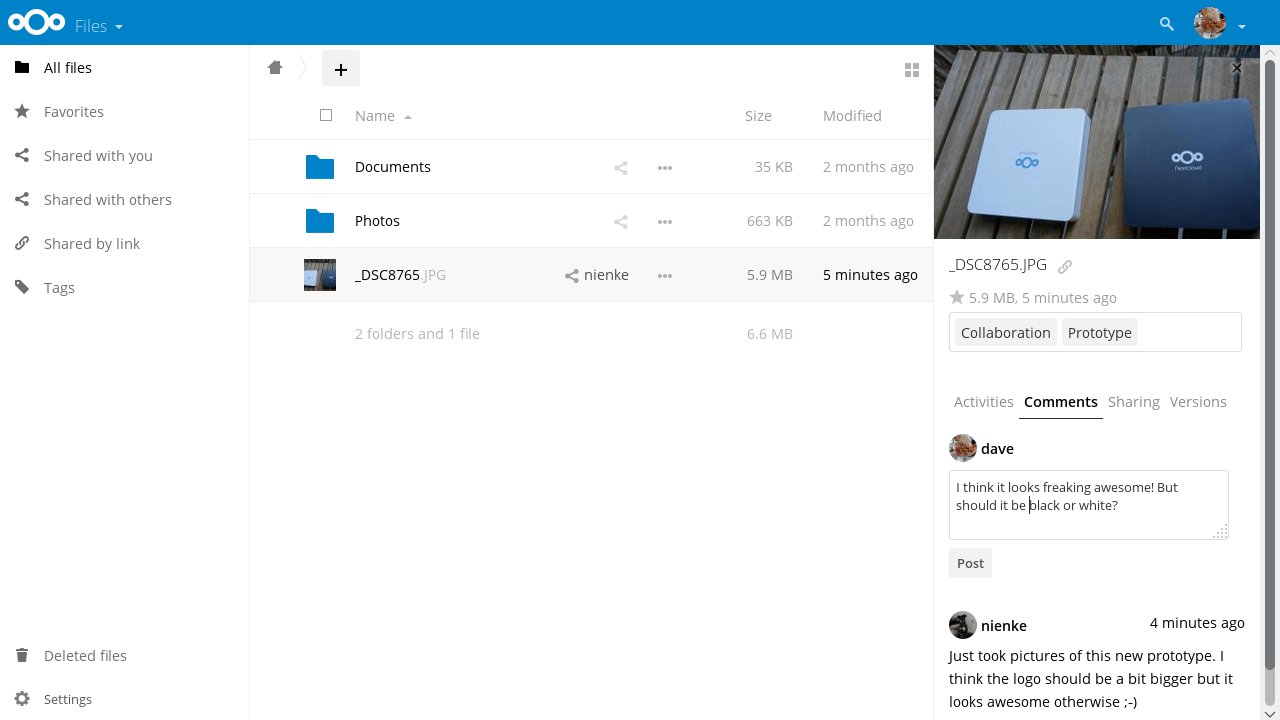 Files
All files
Favorites
Shared with you
Shared with others
Shared by link
Tags
Deleted files
Settings
+
Name Size Modified
Documents 35 KB 2 months ago
Photos 663 KB 2 months ago
_DSC8765.JPG nienke 5.9 MB 5 minutes ago
2 folders and 1 file 6.6 MB
_DSC8765.JPG
5.9 MB, 5 minutes ago
Collaboration Prototype
Activities Comments Sharing Versions
dave
I think it looks freaking awesome! But
should it be black or white?
Post
nienke 4 minutes ago
Just took pictures of this new prototype. I
think the logo should be a bit bigger but it
looks awesome otherwise ;-)